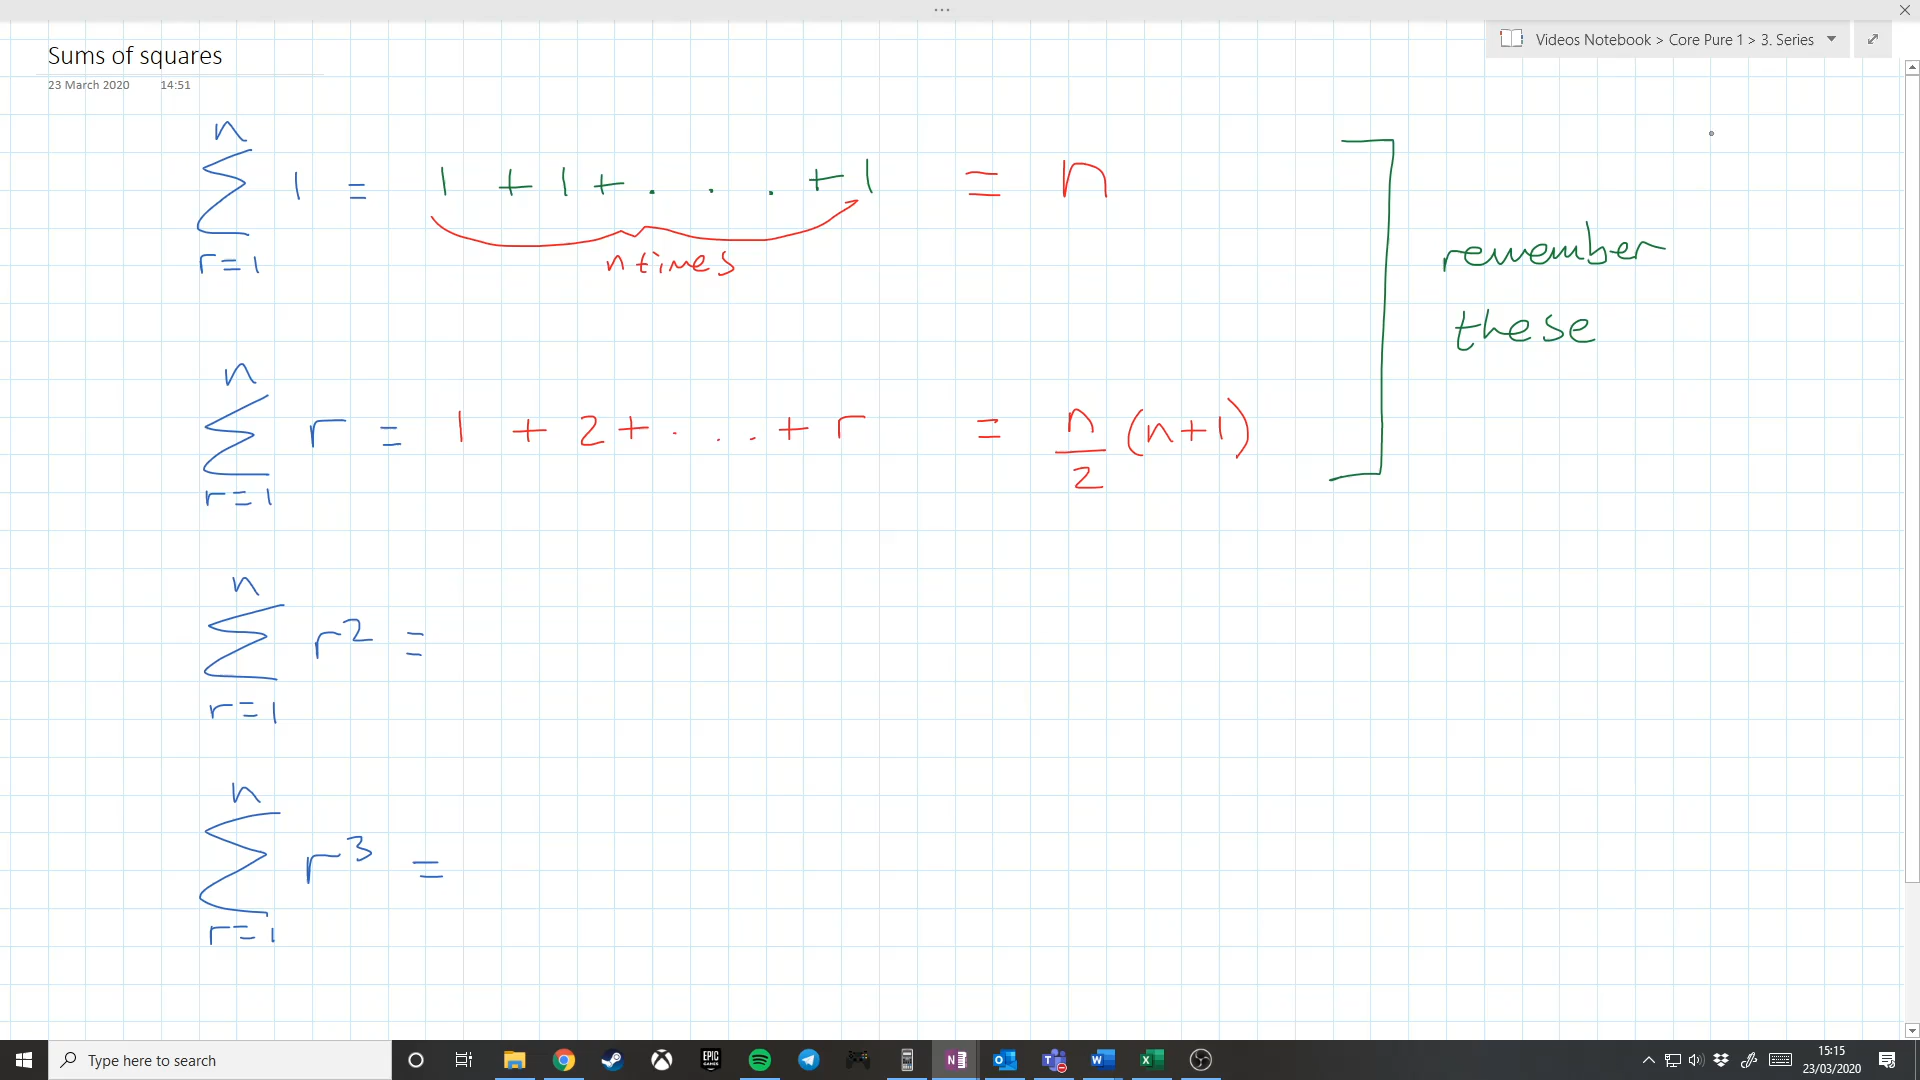 ...
Videos Notebook > Core Pure 1 > 3. Series
Sums of squares
23 March 2020 14:51
n
∑ 1 = 1 + 1 + . . . + 1 = n
r = 1
n times
remember
these
n
∑ r = 1 + 2 + . . . . + r = n/2 (n+1)
r = 1
n
∑ r² =
r = 1
n
∑ r³ =
r = 1
Type here to search
EPIC GAMES
N
O
T
W
X
15:15
23/03/2020